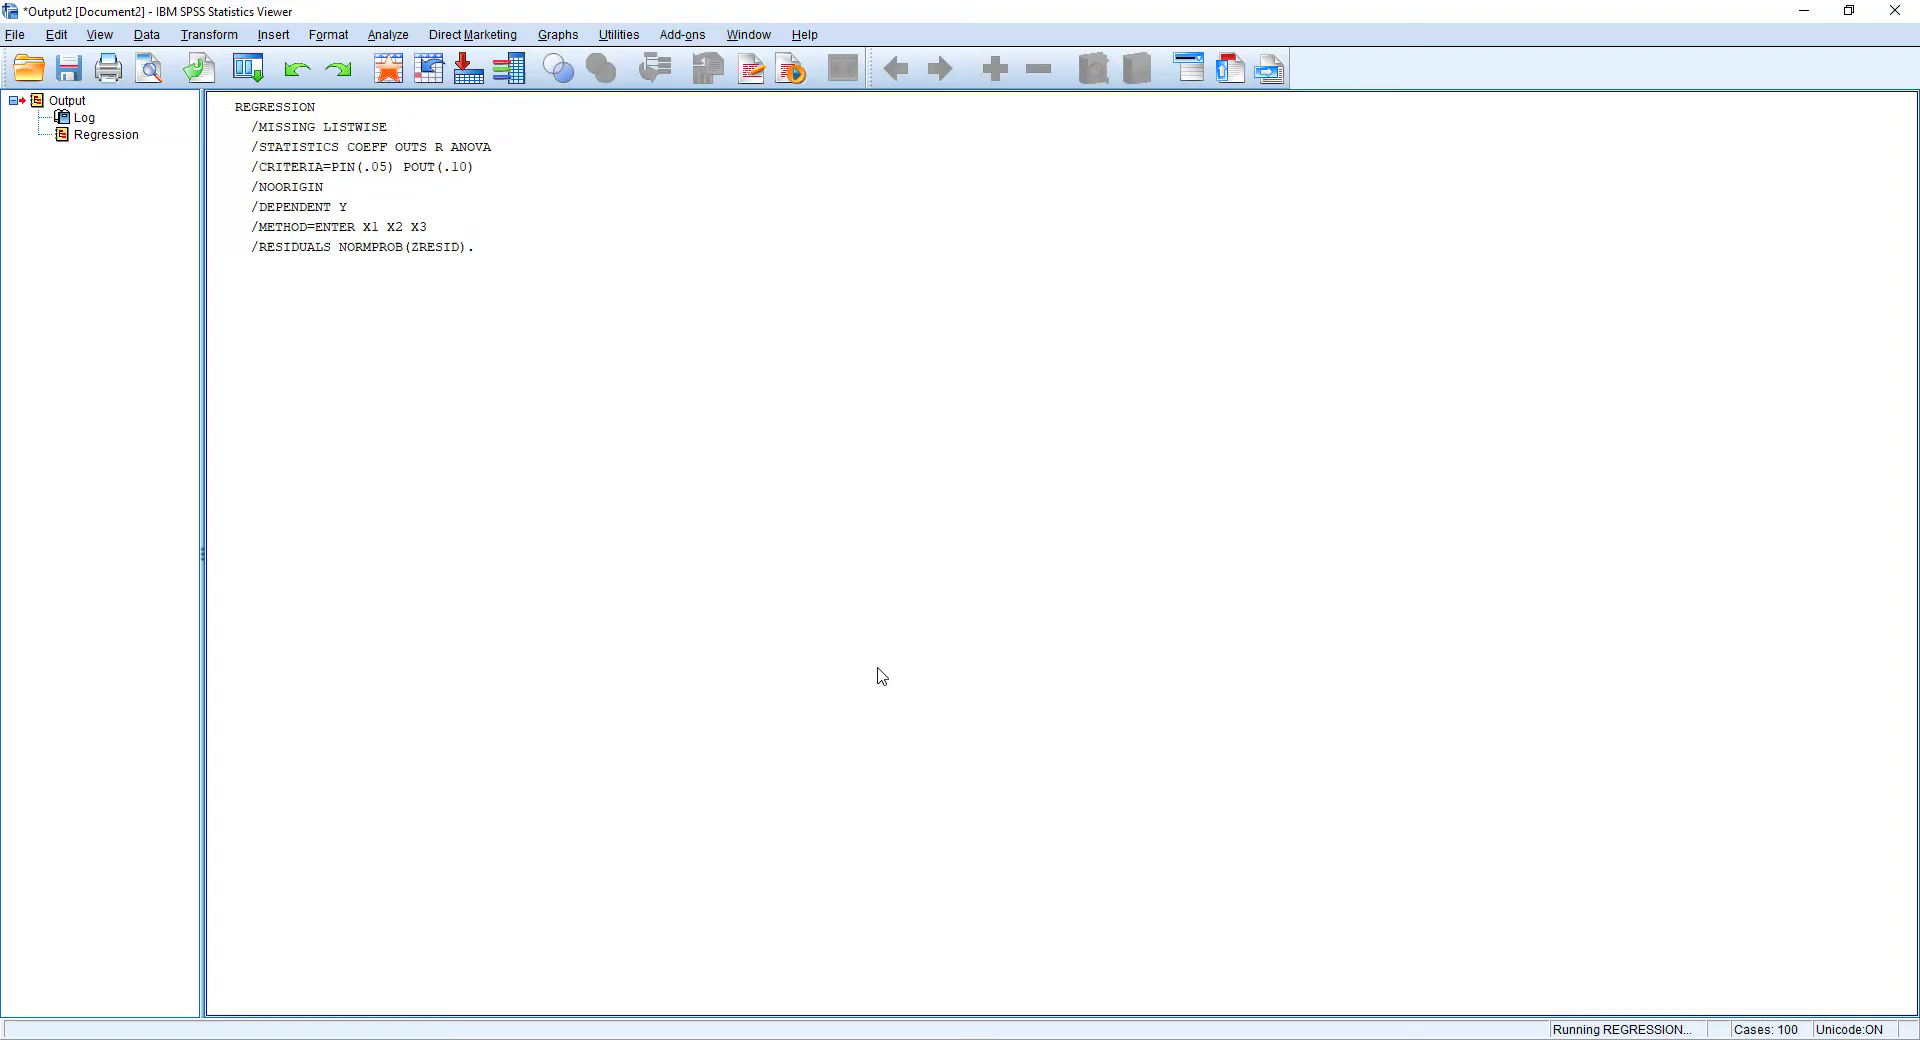 *Output2 [Document2] - IBM SPSS Statistics Viewer
File Edit View Data Transform Insert Format Analyze Direct Marketing Graphs Utilities Add-ons Window Help
Output
Log
Regression
REGRESSION
/MISSING LISTWISE
/STATISTICS COEFF OUTS R ANOVA
/CRITERIA=PIN(.05) POUT(.10)
/NOORIGIN
/DEPENDENT Y
/METHOD=ENTER X1 X2 X3
/RESIDUALS NORMPROB(ZRESID).
Running REGRESSION... Cases: 100 Unicode:ON